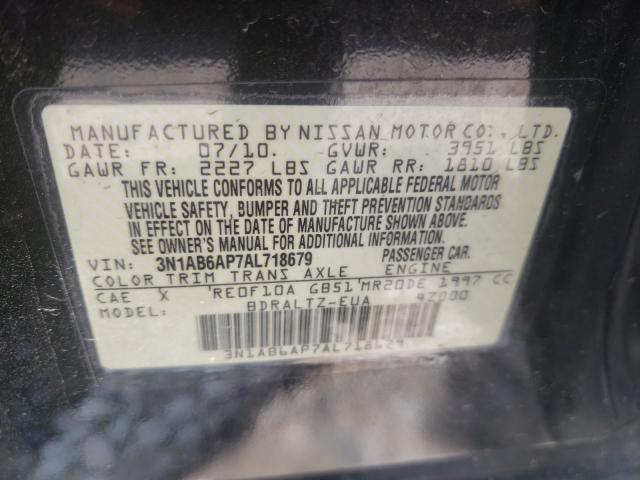 MANUFACTURED BY NISSAN MOTOR CO., LTD.
DATE: 07/10. GVWR: 3951 LBS
GAWR FR: 2227 LBS GAWR RR: 1810 LBS
THIS VEHICLE CONFORMS TO ALL APPLICABLE FEDERAL MOTOR
VEHICLE SAFETY, BUMPER AND THEFT PREVENTION STANDARDS
IN EFFECT ON THE DATE OF MANUFACTURE SHOWN ABOVE.
SEE OWNER'S MANUAL FOR ADDITIONAL INFORMATION.
VIN: 3N1AB6AP7AL718679 PASSENGER CAR.
COLOR TRIM TRANS AXLE ENGINE
CAE X RE0F10A GB51 MR20DE 1997 CC
MODEL: BDRALTZ-EUA 47000
3N1AB6AP7AL718679